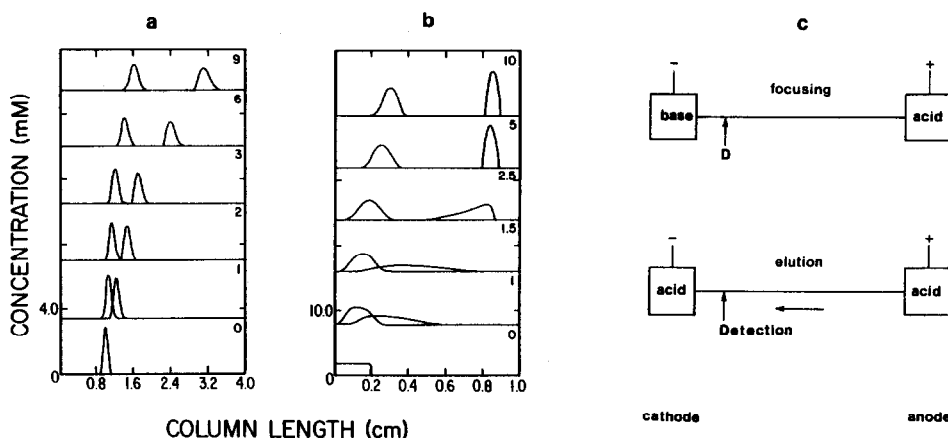 a
CONCENTRATION (mM)
9
6
3
2
1
0
4.0
0
0.8 1.6 2.4 3.2 4.0
b
10
5
2.5
1.5
1
0
10.0
0
0 0.2 0.4 0.6 0.8 1.0
COLUMN LENGTH (cm)
c
− +
focusing
base acid
D
− +
elution
acid acid
Detection
cathode anode